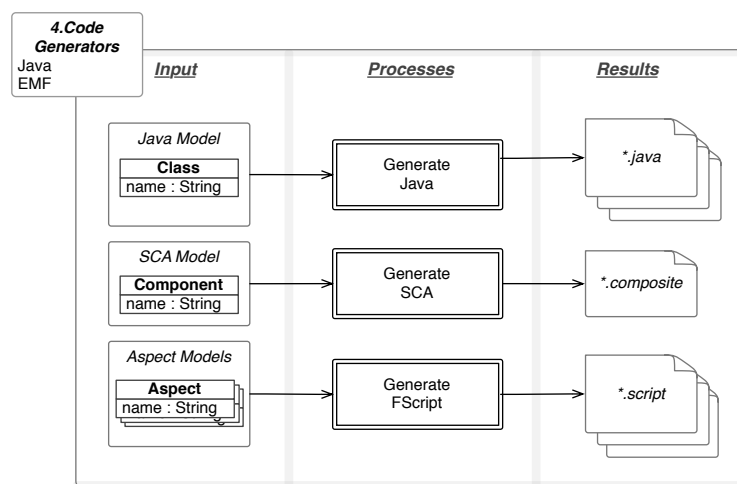 4.Code
Generators
Java
EMF
Input
Processes
Results
Java Model
Class
name : String
Generate
Java
*.java
SCA Model
Component
name : String
Generate
SCA
*.composite
Aspect Models
Aspect
name : String
Generate
FScript
*.script